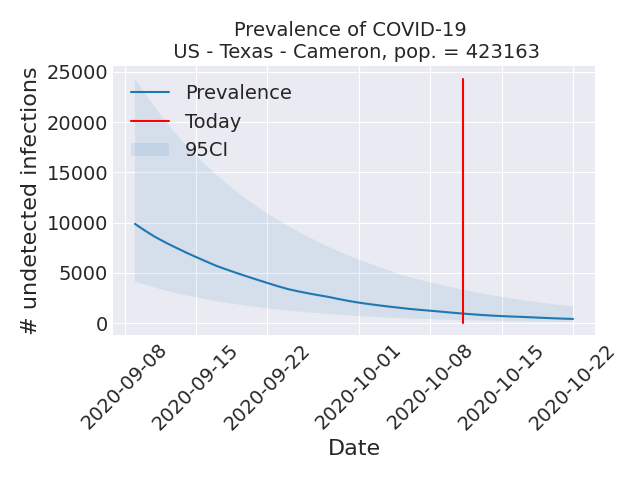 Prevalence of COVID-19
US - Texas - Cameron, pop. = 423163
# undetected infections
25000
20000
15000
10000
5000
0
Prevalence
Today
95CI
2020-09-08
2020-09-15
2020-09-22
2020-10-01
2020-10-08
2020-10-15
2020-10-22
Date